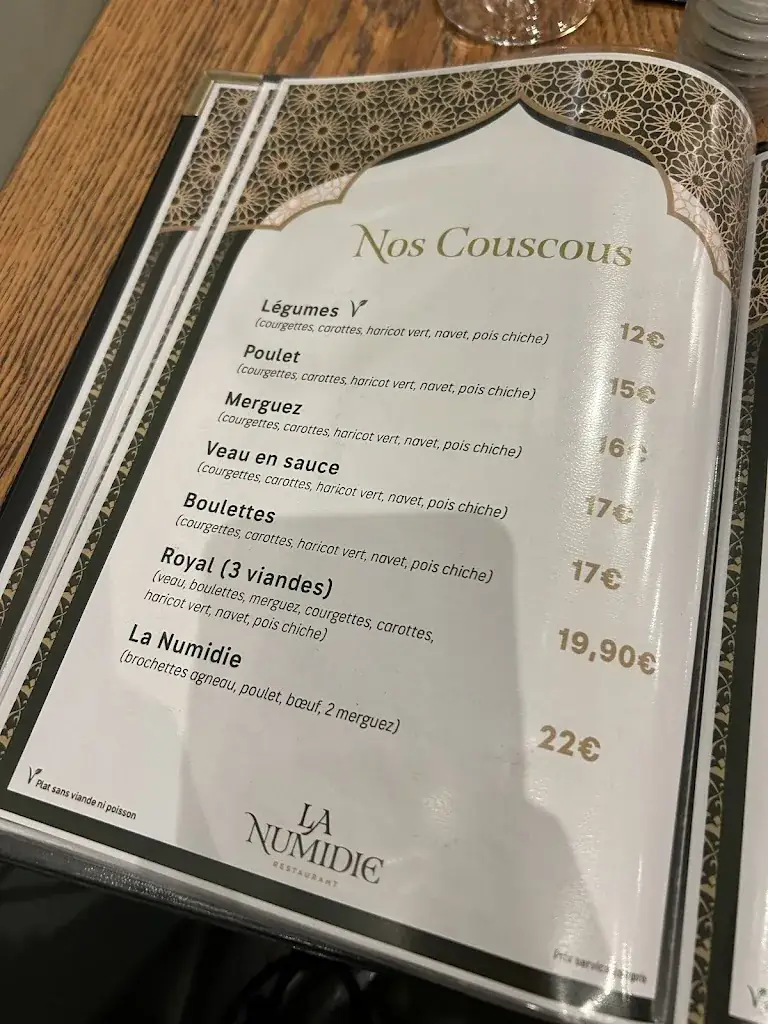 Nos Couscous
Légumes V 12€
(courgettes, carottes, haricot vert, navet, pois chiche)
Poulet 15€
(courgettes, carottes, haricot vert, navet, pois chiche)
Merguez 16€
(courgettes, carottes, haricot vert, navet, pois chiche)
Veau en sauce 17€
(courgettes, carottes, haricot vert, navet, pois chiche)
Boulettes 17€
(courgettes, carottes, haricot vert, navet, pois chiche)
Royal (3 viandes) 19,90€
(veau, boulettes, merguez, courgettes, carottes,
haricot vert, navet, pois chiche)
La Numidie 22€
(brochettes agneau, poulet, bœuf, 2 merguez)
V Plat sans viande ni poisson
LA
NUMIDIE
RESTAURANT
Prix service